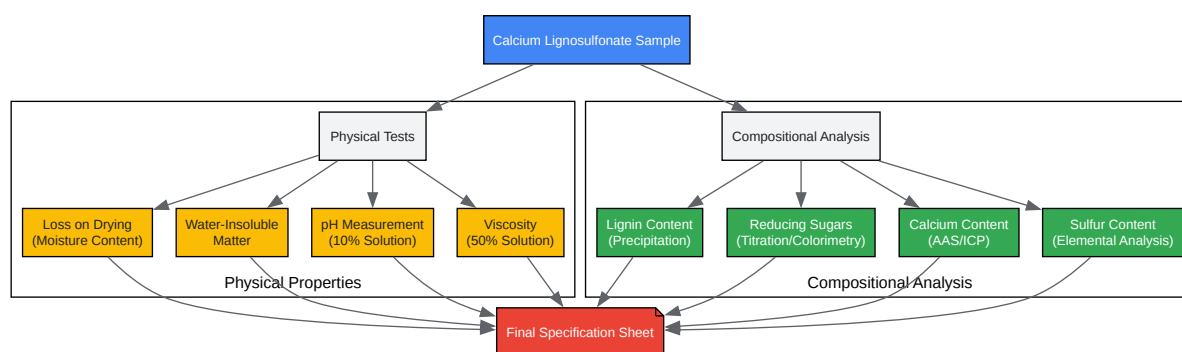 Calcium Lignosulfonate Sample
Physical Tests
Compositional Analysis
Loss on Drying
(Moisture Content)
Water-Insoluble
Matter
pH Measurement
(10% Solution)
Viscosity
(50% Solution)
Lignin Content
(Precipitation)
Reducing Sugars
(Titration/Colorimetry)
Calcium Content
(AAS/ICP)
Sulfur Content
(Elemental Analysis)
Physical Properties
Compositional Analysis
Final Specification Sheet